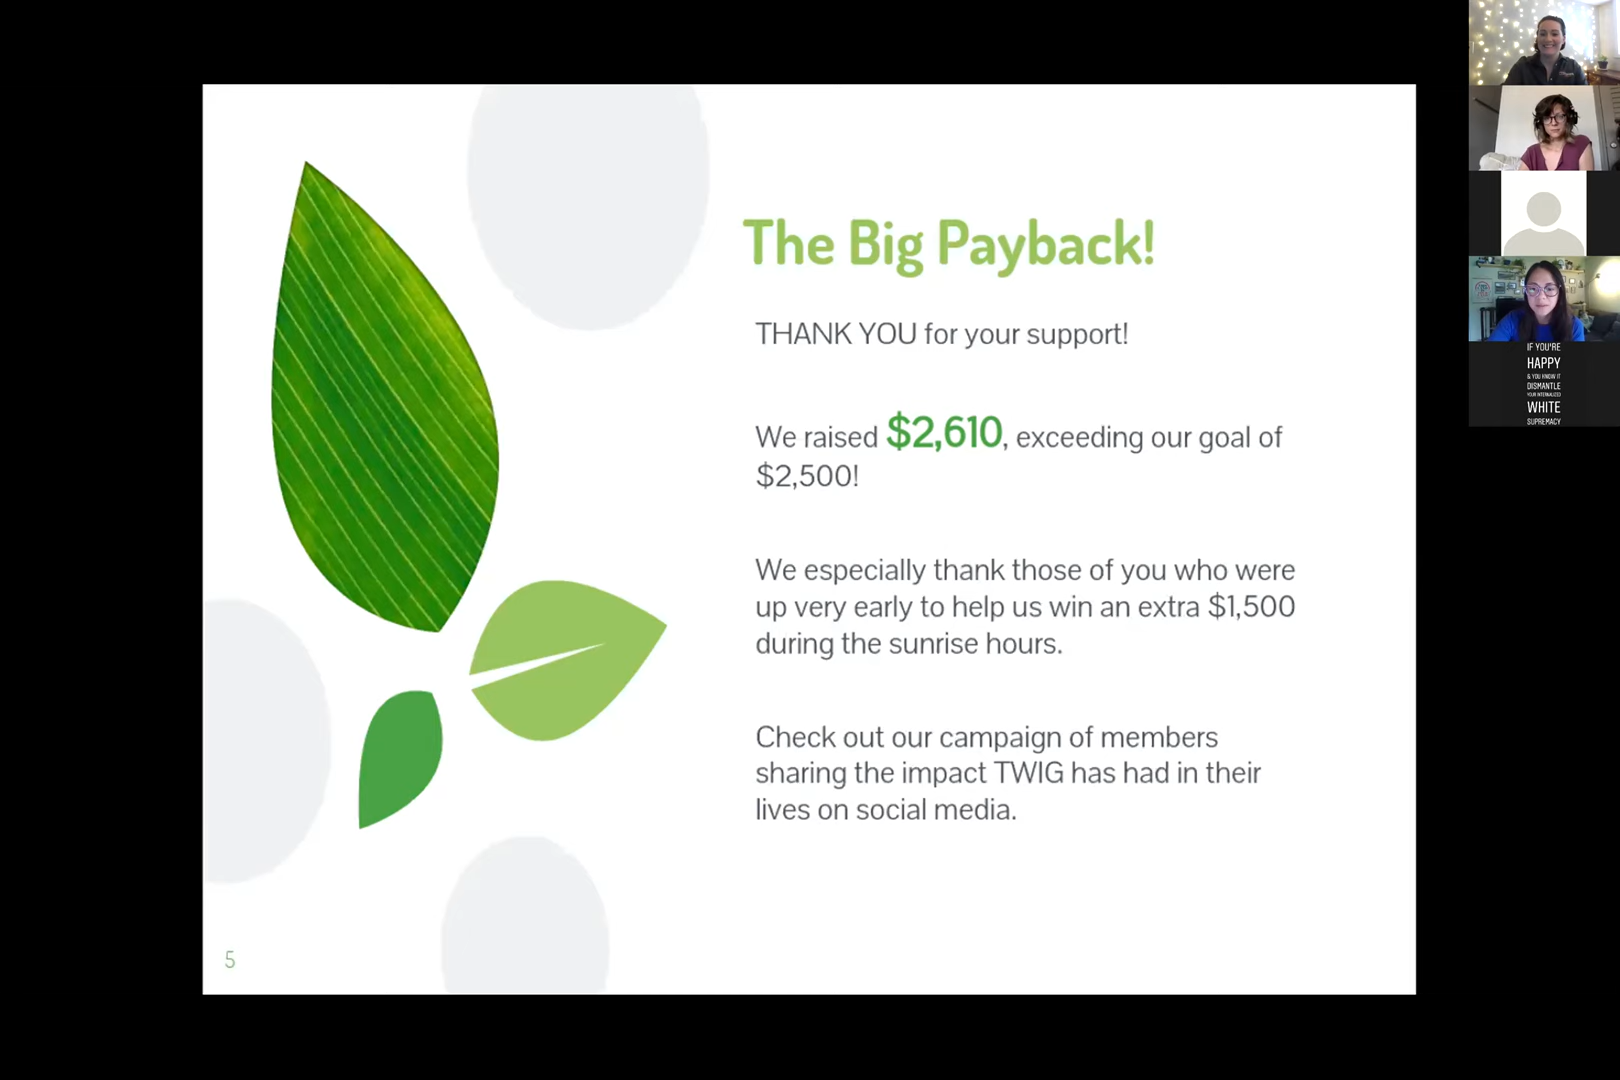 The Big Payback!
THANK YOU for your support!
We raised $2,610, exceeding our goal of
$2,500!
We especially thank those of you who were
up very early to help us win an extra $1,500
during the sunrise hours.
Check out our campaign of members
sharing the impact TWIG has had in their
lives on social media.
5
IF YOU'RE
HAPPY
& YOU KNOW IT
DISMANTLE
YOUR INTERNALIZED
WHITE
SUPREMACY